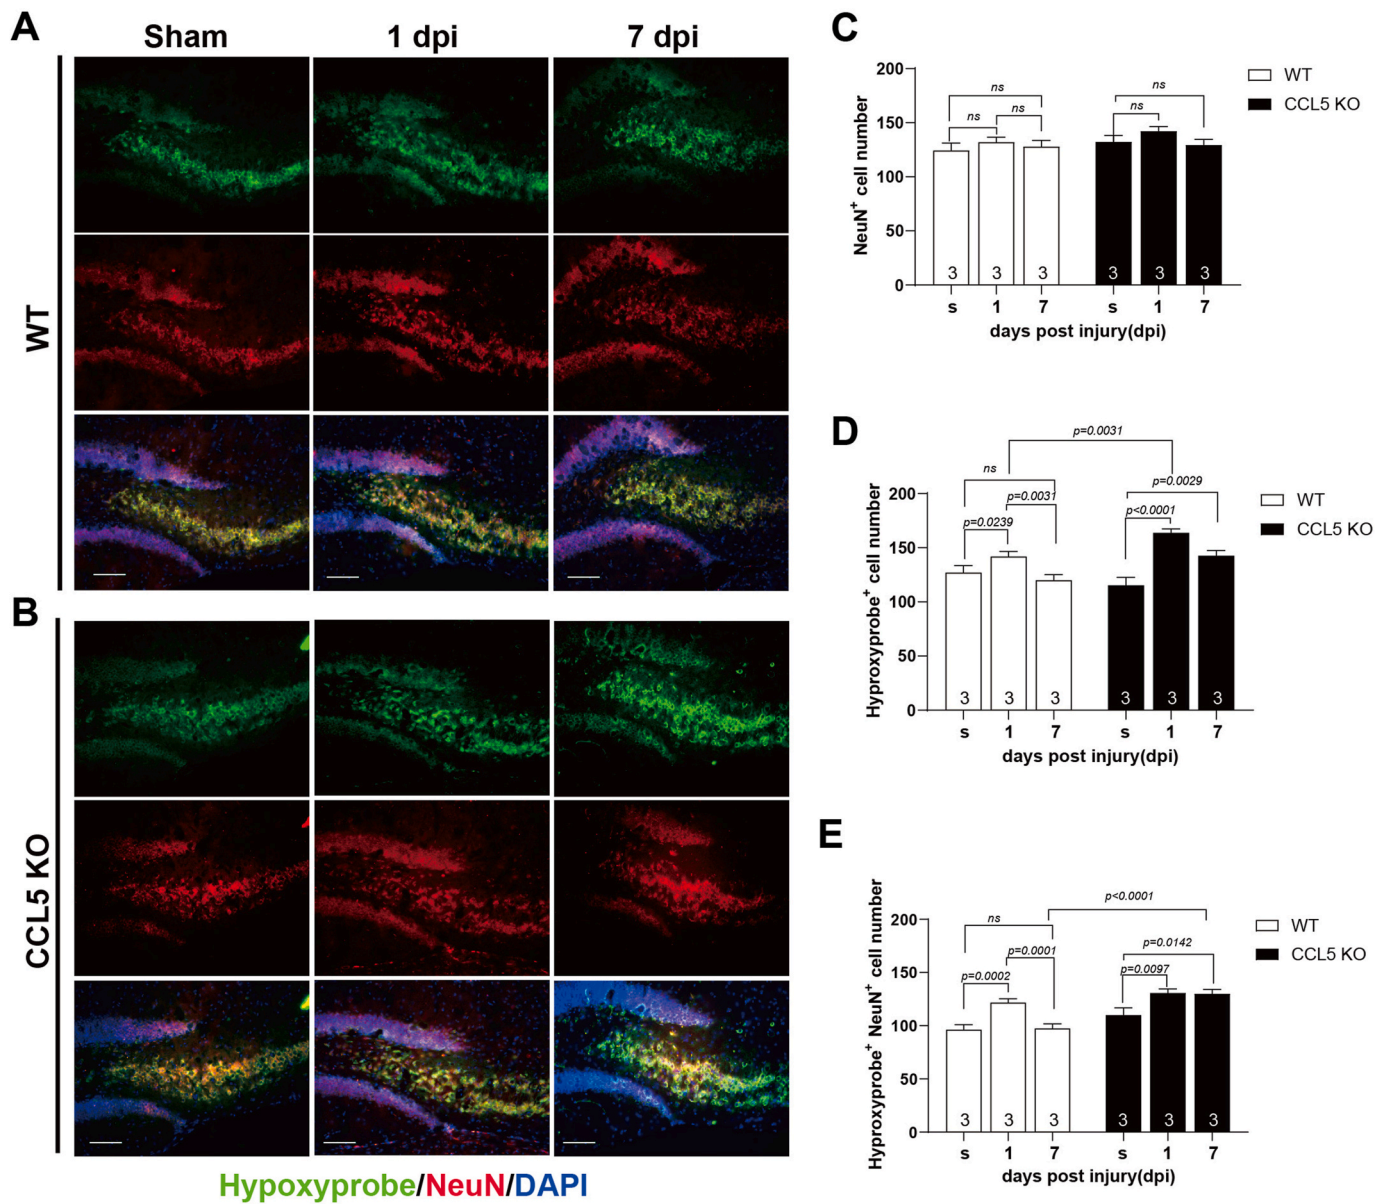 A
Sham
1 dpi
7 dpi
WT
B
CCL5 KO
Hypoxyprobe/NeuN/DAPI
C
NeuN+ cell number
200
150
100
50
0
ns
ns
ns
ns
ns
3 3 3 3 3 3
s 1 7 s 1 7
days post injury(dpi)
WT
CCL5 KO
D
Hyproxyprobe+ cell number
200
150
100
50
0
p=0.0031
ns
p=0.0031
p=0.0239
p=0.0029
p<0.0001
3 3 3 3 3 3
s 1 7 s 1 7
days post injury(dpi)
WT
CCL5 KO
E
Hyproxyprobe+ NeuN+ cell number
200
150
100
50
0
p<0.0001
ns
p=0.0001
p=0.0002
p=0.0142
p=0.0097
3 3 3 3 3 3
s 1 7 s 1 7
days post injury(dpi)
WT
CCL5 KO